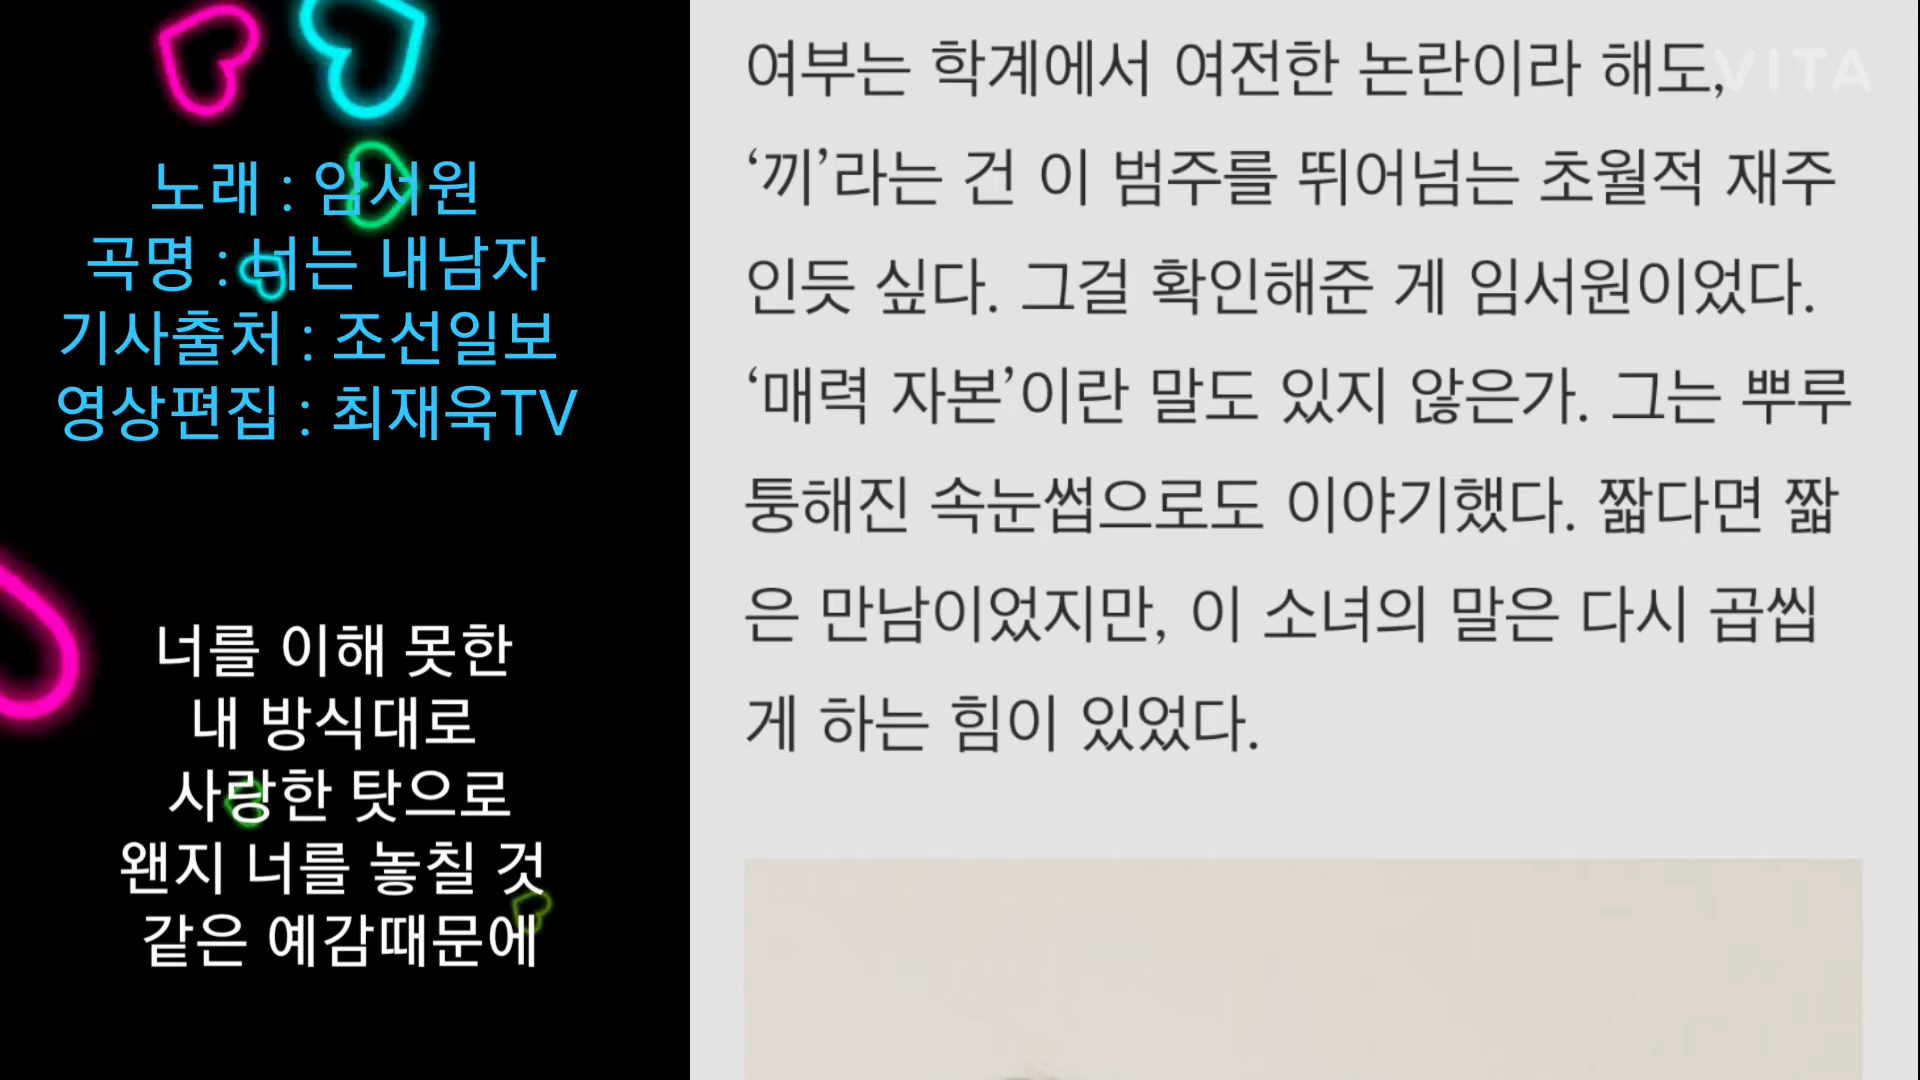 노래 : 임서원
곡명 : 너는 내남자
기사출처 : 조선일보
영상편집 : 최재욱TV
너를 이해 못한
내 방식대로
사랑한 탓으로
왠지 너를 놓칠 것
같은 예감때문에
여부는 학계에서 여전한 논란이라 해도,
‘끼’라는 건 이 범주를 뛰어넘는 초월적 재주
인듯 싶다. 그걸 확인해준 게 임서원이었다.
‘매력 자본’이란 말도 있지 않은가. 그는 뿌루
퉁해진 속눈썹으로도 이야기했다. 짧다면 짧
은 만남이었지만, 이 소녀의 말은 다시 곱씹
게 하는 힘이 있었다.
VITA